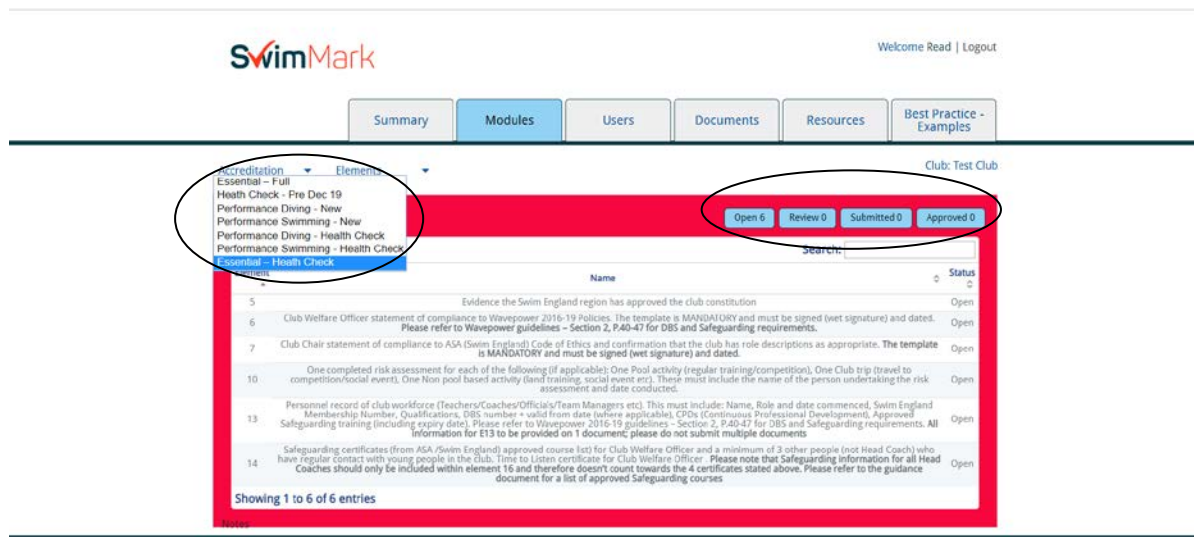 SwimMark
Welcome Read | Logout
Summary
Modules
Users
Documents
Resources
Best Practice -
Examples
Accreditation
Elements
Club: Test Club
Essential – Full
Heath Check - Pre Dec 19
Performance Diving - New
Performance Swimming - New
Performance Diving - Health Check
Performance Swimming - Health Check
Essential – Heath Check
Open 6
Review 0
Submitted 0
Approved 0
Search:
Element
Name
Status
5
Evidence the Swim England region has approved the club constitution
Open
6
Club Welfare Officer statement of compliance to Wavepower 2016-19 Policies. The template is MANDATORY and must be signed (wet signature) and dated.
Please refer to Wavepower guidelines – Section 2, P.40-47 for DBS and Safeguarding requirements.
Open
7
Club Chair statement of compliance to ASA (Swim England) Code of Ethics and confirmation that the club has role descriptions as appropriate. The template
is MANDATORY and must be signed (wet signature) and dated.
Open
10
One completed risk assessment for each of the following (if applicable): One Pool activity (regular training/competition), One Club trip (travel to
competition/social event), One Non pool based activity (land training, social event etc). These must include the name of the person undertaking the risk
assessment and date conducted.
Open
13
Personnel record of club workforce (Teachers/Coaches/Officials/Team Managers etc). This must include: Name, Role and date commenced, Swim England
Membership Number, Qualifications, DBS number + valid from date (where applicable), CPDs (Continuous Professional Development), Approved
Safeguarding training (including expiry date). Please refer to Wavepower 2016-19 guidelines - Section 2, P.40-47 for DBS and Safeguarding requirements. All
information for E13 to be provided on 1 document; please do not submit multiple documents
Open
14
Safeguarding certificates (from ASA /Swim England) approved course list) for Club Welfare Officer and a minimum of 3 other people (not Head Coach) who
have regular contact with young people in the club. Time to Listen certificate for Club Welfare Officer . Please note that Safeguarding information for all Head
Coaches should only be included within element 16 and therefore doesn't count towards the 4 certificates stated above. Please refer to the guidance
document for a list of approved Safeguarding courses
Open
Showing 1 to 6 of 6 entries
Notes